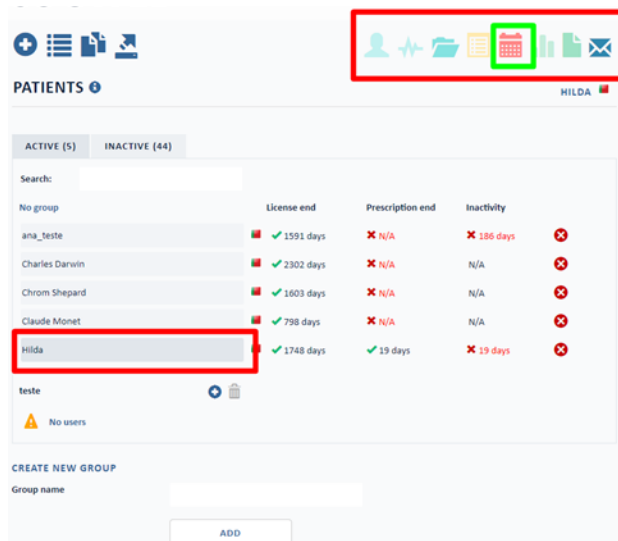 PATIENTS
HILDA
ACTIVE (5) INACTIVE (44)
Search:
No group License end Prescription end Inactivity
ana_teste 1591 days N/A 186 days
Charles Darwin 2302 days N/A N/A
Chrom Shepard 1603 days N/A N/A
Claude Monet 798 days N/A N/A
Hilda 1748 days 19 days 19 days
teste
No users
CREATE NEW GROUP
Group name
ADD